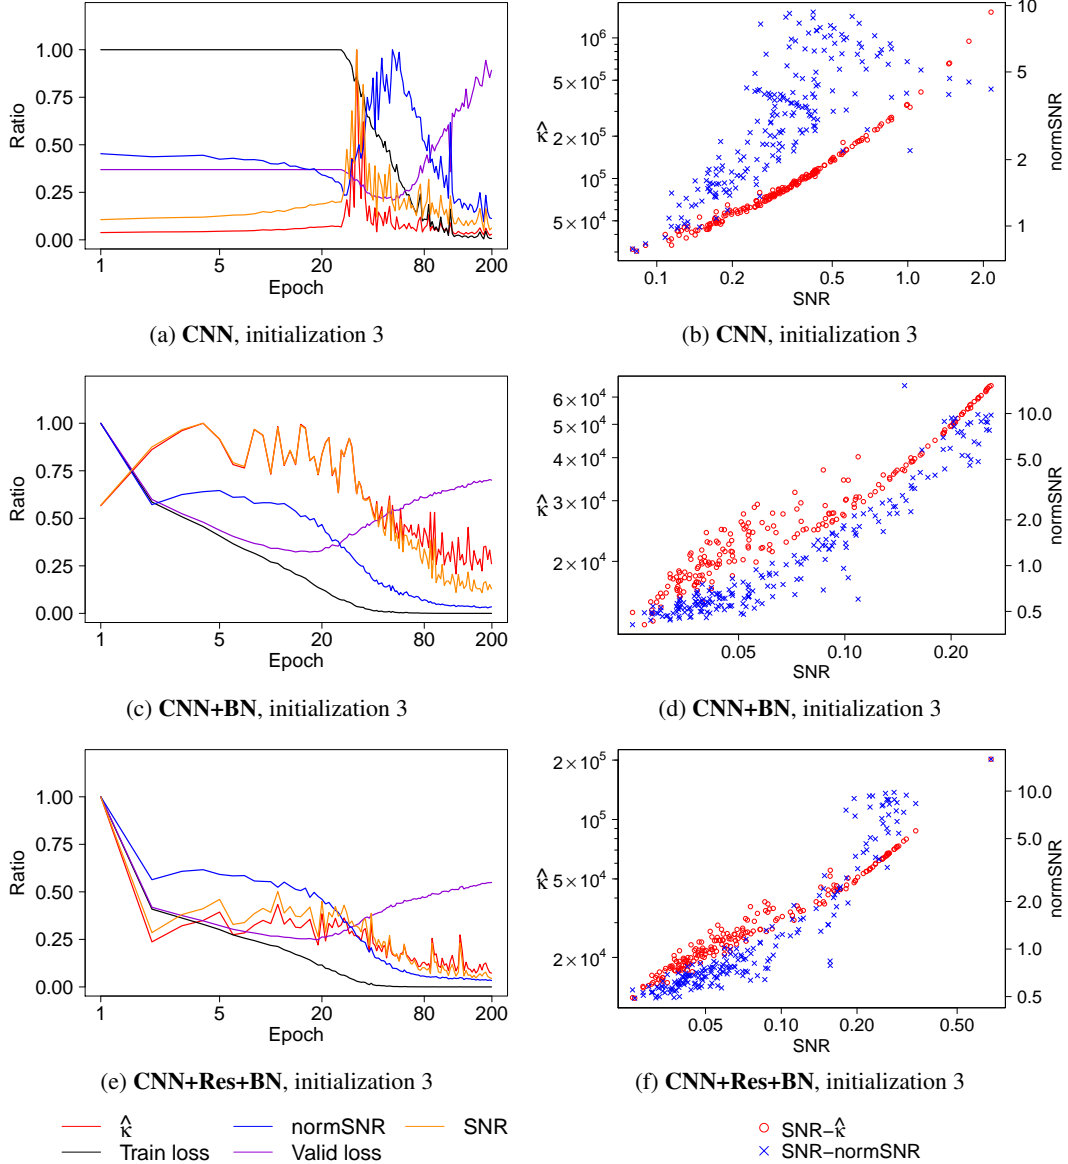 1.00
0.75
0.50
0.25
0.00
Ratio
1 5 20 80 200
Epoch
(a) CNN, initialization 3
10^6
5×10^5
2×10^5
10^5
5×10^4
κ̂
10
5
2
1
normSNR
0.1 0.2 0.5 1.0 2.0
SNR
(b) CNN, initialization 3
1.00
0.75
0.50
0.25
0.00
Ratio
1 5 20 80 200
Epoch
(c) CNN+BN, initialization 3
6×10^4
5×10^4
4×10^4
3×10^4
2×10^4
κ̂
10.0
5.0
2.0
1.0
0.5
normSNR
0.05 0.10 0.20
SNR
(d) CNN+BN, initialization 3
1.00
0.75
0.50
0.25
0.00
Ratio
1 5 20 80 200
Epoch
(e) CNN+Res+BN, initialization 3
2×10^5
10^5
5×10^4
2×10^4
κ̂
10.0
5.0
2.0
1.0
0.5
normSNR
0.05 0.10 0.20 0.50
SNR
(f) CNN+Res+BN, initialization 3
κ̂ normSNR SNR
Train loss Valid loss
SNR−κ̂
SNR−normSNR